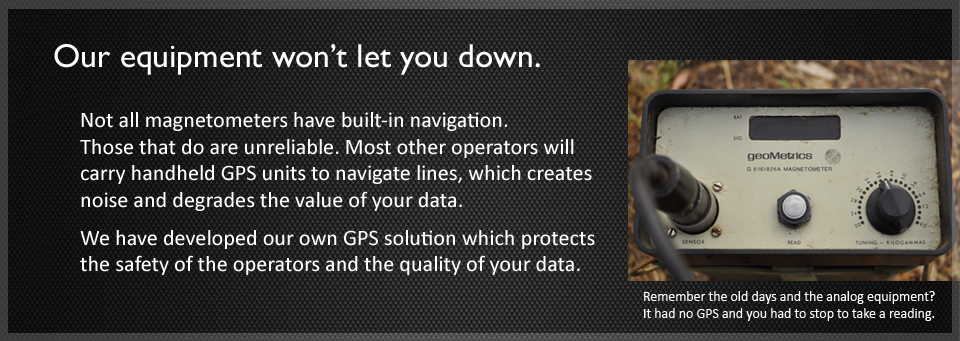 Our equipment won't let you down.
Not all magnetometers have built-in navigation.
Those that do are unreliable. Most other operators will
carry handheld GPS units to navigate lines, which creates
noise and degrades the value of your data.
We have developed our own GPS solution which protects
the safety of the operators and the quality of your data.
BAT
SIG
geoMetrics
G 816/826A MAGNETOMETER
SENSOR
READ
TUNING – KILOGAMMAS
Remember the old days and the analog equipment?
It had no GPS and you had to stop to take a reading.